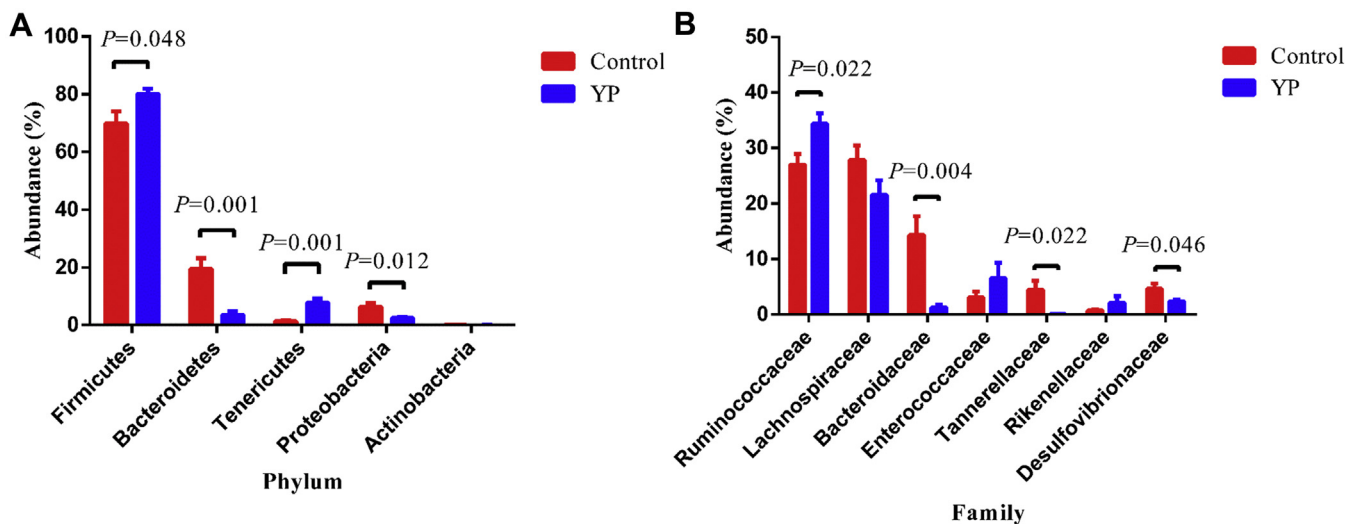 A
P=0.048
100
80
60
40
20
0
Abundance (%)
P=0.001
P=0.001
P=0.012
Control
YP
Firmicutes
Bacteroidetes
Tenericutes
Proteobacteria
Actinobacteria
Phylum
B
50
40
30
20
10
0
Abundance (%)
P=0.022
P=0.004
P=0.022
P=0.046
Control
YP
Ruminoccaceae
Lachnospiraceae
Bacteroidaceae
Enteroccaceae
Tannerellaceae
Rikenellaceae
Desulfovibrionaceae
Family